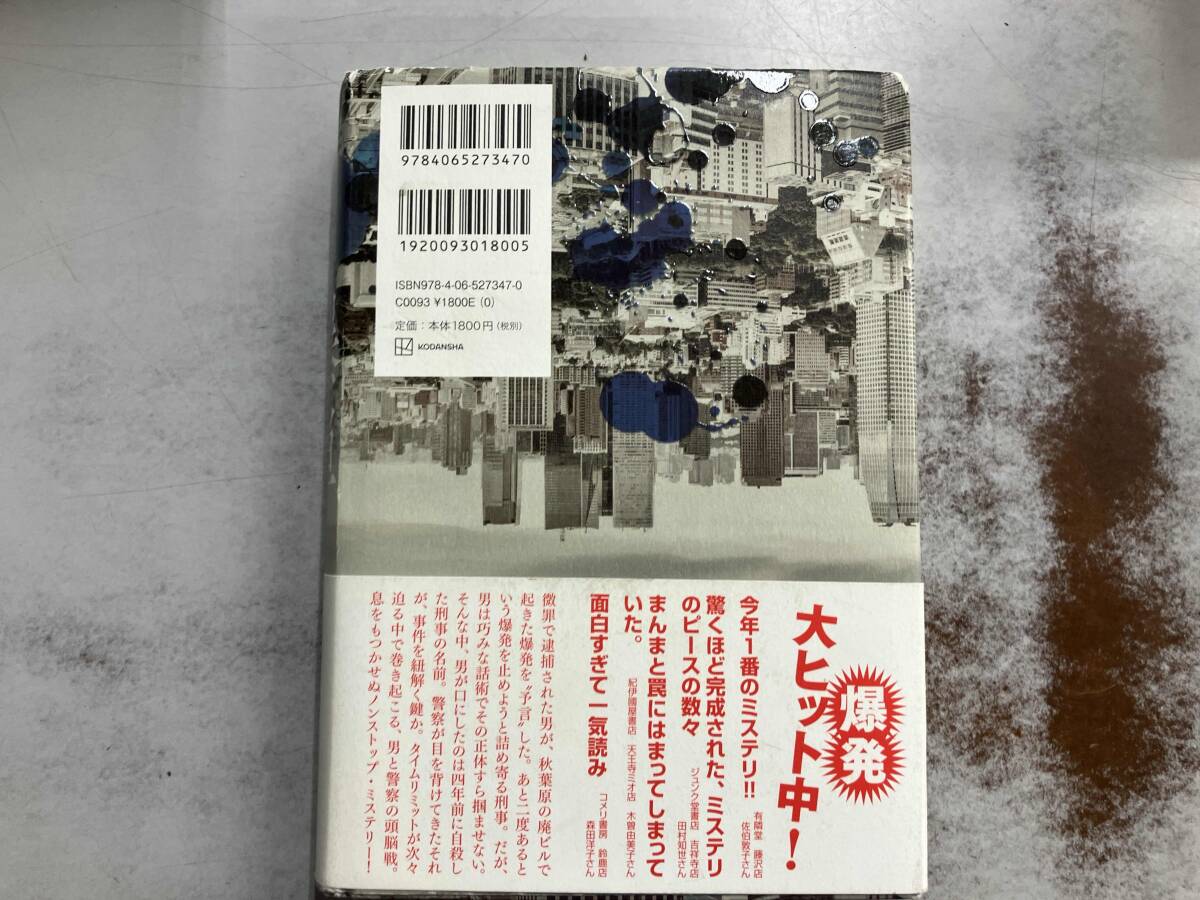 9784065273470
1920093018005
ISBN978-4-06-527347-0
C0093 ¥1800E (0)
定価：本体1800円（税別）
KODANSHA
爆発
大ヒット中！
今年1番のミステリ!!
有隣堂 藤沢店
佐伯敦子さん
驚くほど完成された、ミステリ
のピースの数々
ジュンク堂書店 吉祥寺店
田村知世さん
まんまと罠にはまってしまって
いた。
紀伊國屋書店 天王寺ミオ店 木曽由美子さん
面白すぎて一気読み
コメリ書房 鈴鹿店
森田洋子さん
微罪で逮捕された男が、秋葉原の廃ビルで
起きた爆発を〝予言〟した。あと二度あると
いう爆発を止めようと詰め寄る刑事。だが、
男は巧みな話術でその正体すら掴ませない。
そんな中、男が口にしたのは四年前に自殺し
た刑事の名前。警察が目を背けてきたそれ
が、事件を紐解く鍵か。タイムリミットが次々
迫る中で巻き起こる、男と警察の頭脳戦。
息をもつかせぬノンストップ・ミステリー！